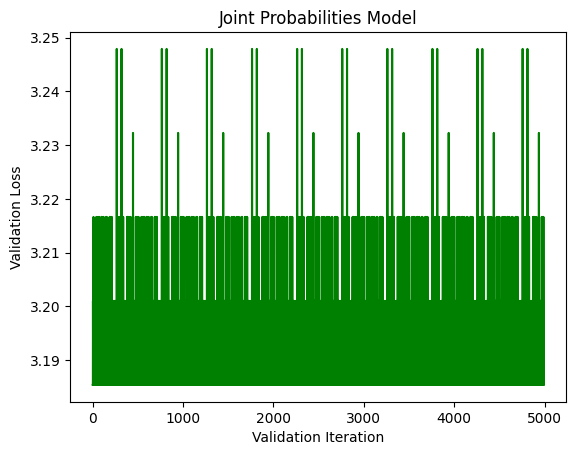 Joint Probabilities Model
3.25
3.24
3.23
3.22
3.21
3.20
3.19
Validation Loss
0 1000 2000 3000 4000 5000
Validation Iteration